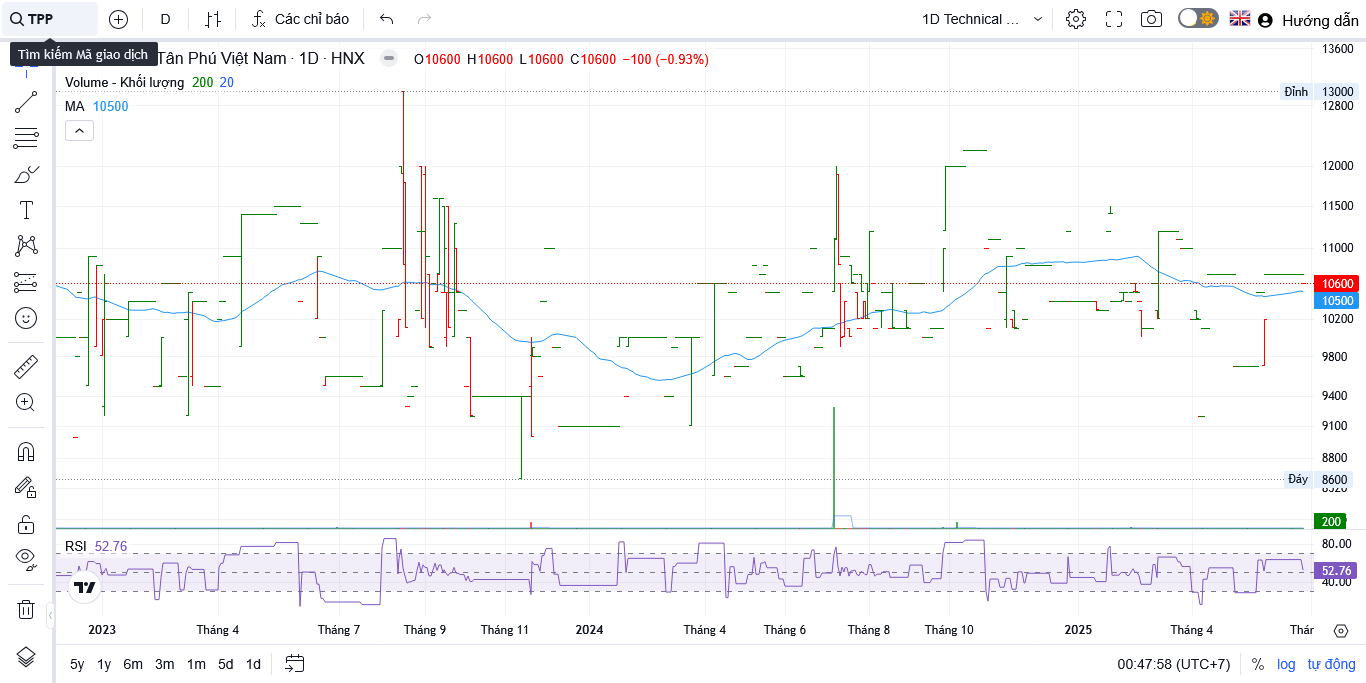 TPP
D
Các chỉ báo
1D Technical ...
Hướng dẫn
Tìm kiếm Mã giao dịch
Tân Phú Việt Nam · 1D · HNX
O10600 H10600 L10600 C10600 −100 (−0.93%)
Volume - Khối lượng 200 20
MA 10500
13600
Đỉnh 13000
12800
12000
11500
11000
10600
10500
10200
9800
9400
9100
8800
Đáy 8600
8320
200
RSI 52.76
80.00
52.76
40.00
2023 Tháng 4 Tháng 7 Tháng 9 Tháng 11 2024 Tháng 4 Tháng 6 Tháng 8 Tháng 10 2025 Tháng 4 Thár
5y 1y 6m 3m 1m 5d 1d
00:47:58 (UTC+7) % log tự động